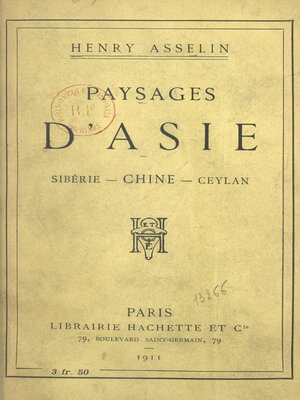 HENRY ASSELIN
PAYSAGES
D'ASIE
SIBÉRIE — CHINE — CEYLAN
PARIS
LIBRAIRIE HACHETTE ET Cie
79, BOULEVARD SAINT-GERMAIN, 79
1911
13266
3 fr. 50